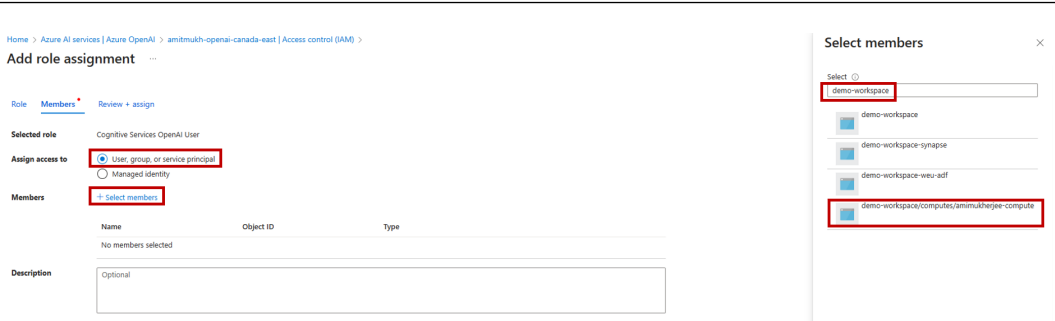 Home > Azure AI services | Azure OpenAI > amitmukh-openai-canada-east | Access control (IAM) >
Add role assignment ...
Role Members Review + assign
Selected role Cognitive Services OpenAI User
Assign access to User, group, or service principal
Managed identity
Members + Select members
Name Object ID Type
No members selected
Description Optional
Select members
Select
demo-workspace
demo-workspace
demo-workspace-synapse
demo-workspace-weu-adf
demo-workspace/computes/amimukherjee-compute